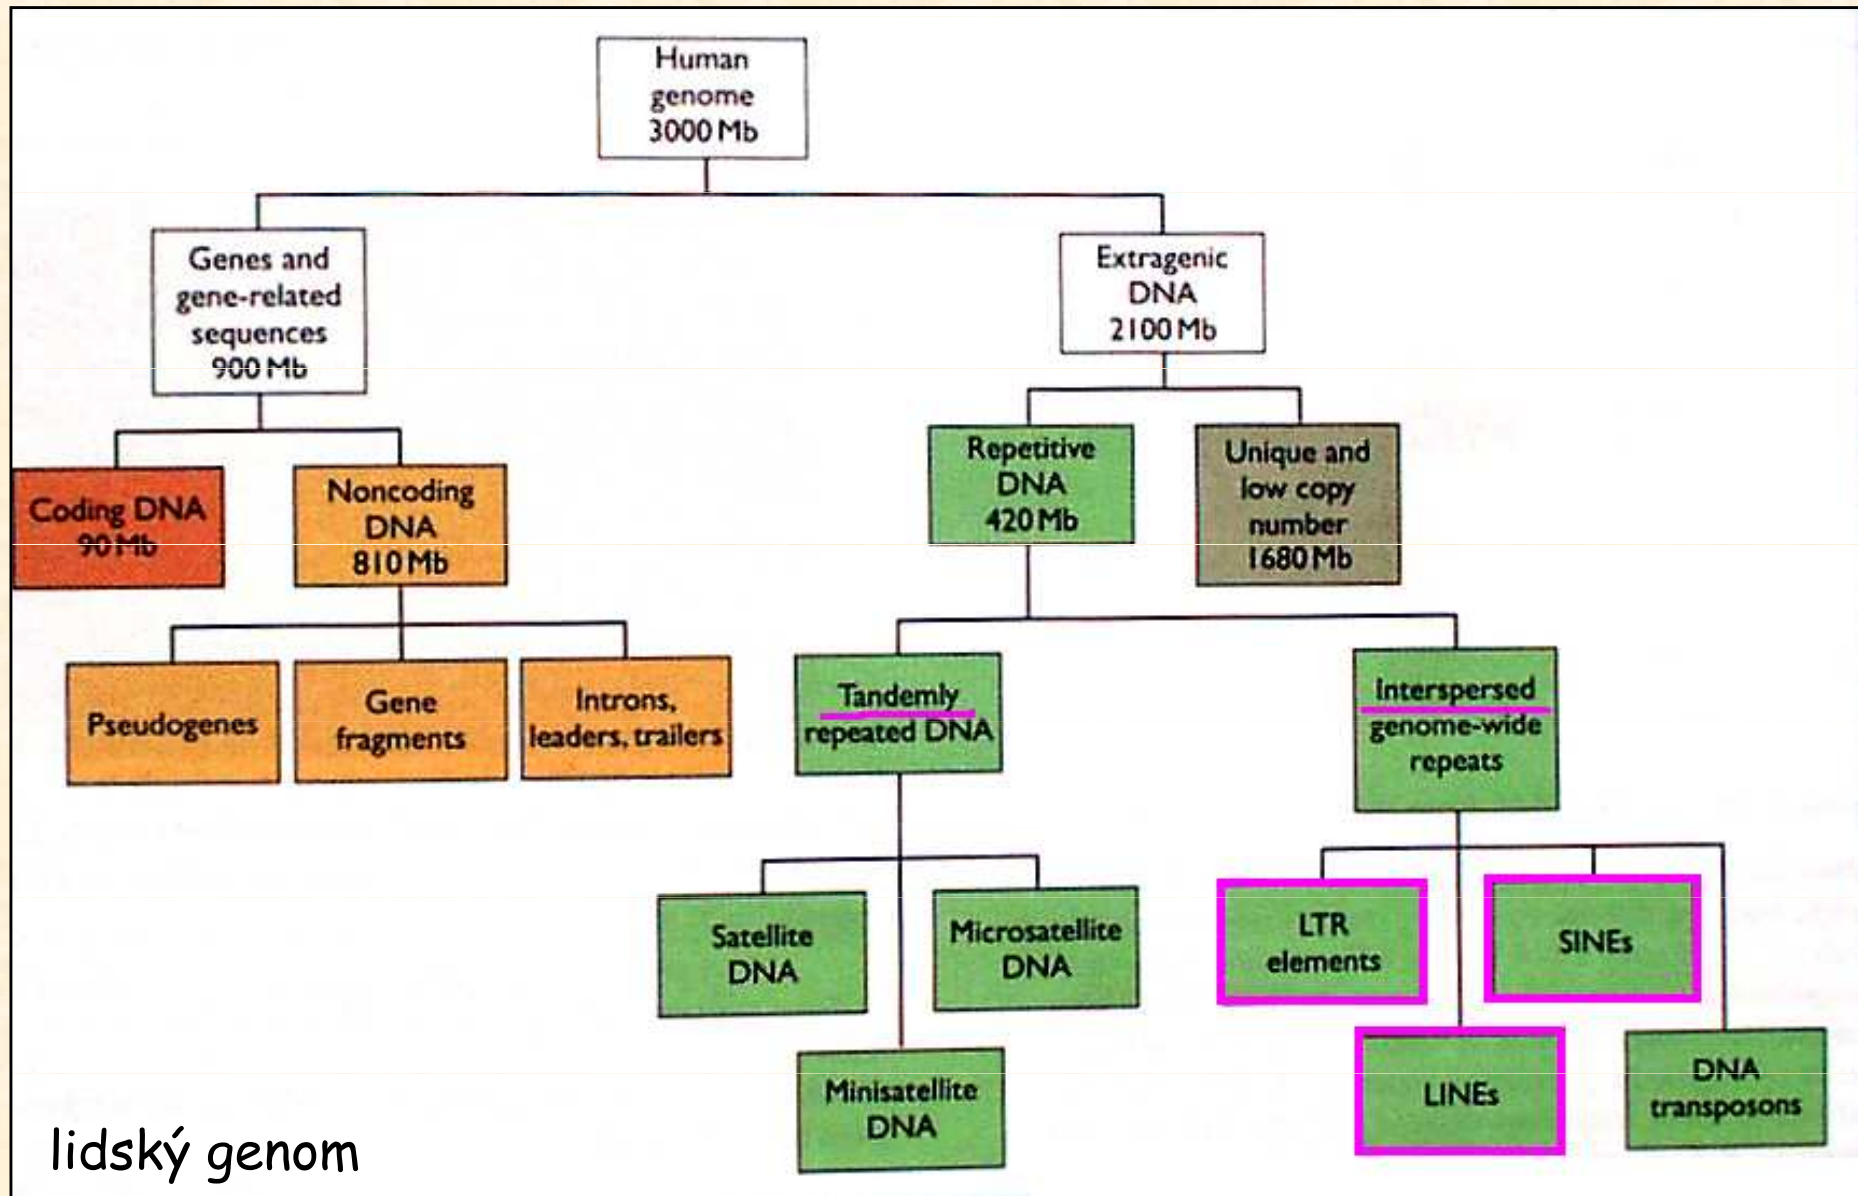 Human
genome
3000 Mb
Genes and
gene-related
sequences
900 Mb
Extragenic
DNA
2100 Mb
Coding DNA
90 Mb
Noncoding
DNA
810 Mb
Repetitive
DNA
420 Mb
Unique and
low copy
number
1680 Mb
Pseudogenes
Gene
fragments
Introns,
leaders, trailers
Tandemly
repeated DNA
Interspersed
genome-wide
repeats
Satellite
DNA
Microsatellite
DNA
LTR
elements
SINEs
Minisatellite
DNA
LINEs
DNA
transposons
lidský genom